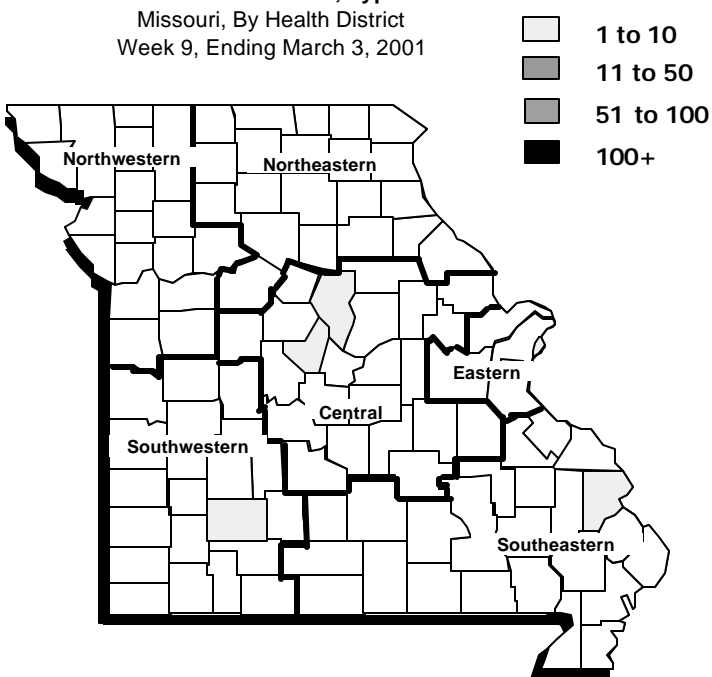 Missouri, By Health District
Week 9, Ending March 3, 2001
1 to 10
11 to 50
51 to 100
100+
Northwestern
Northeastern
Eastern
Central
Southwestern
Southeastern